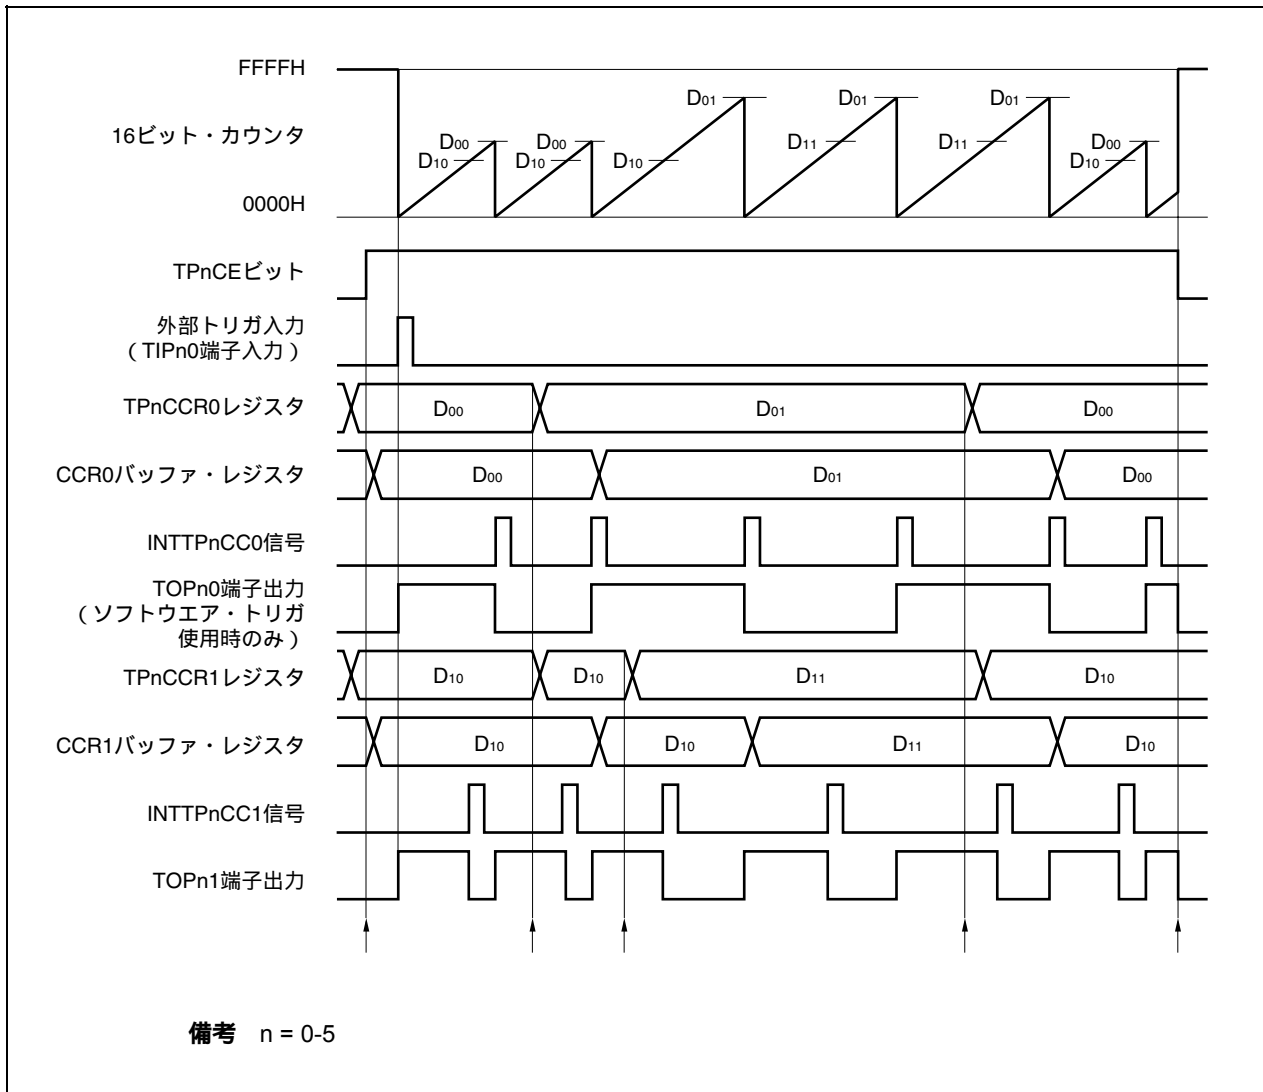 FFFFH
D01 D01 D01
16ビット・カウンタ
D00 D00 D11 D11 D00
D10 D10 D10 D10
0000H
TPnCEビット
外部トリガ入力
（TIPn0端子入力）
TPnCCR0レジスタ D00 D01 D00
CCR0バッファ・レジスタ D00 D01 D00
INTTPnCC0信号
TOPn0端子出力
（ソフトウエア・トリガ
使用時のみ）
TPnCCR1レジスタ D10 D10 D11 D10
CCR1バッファ・レジスタ D10 D10 D11 D10
INTTPnCC1信号
TOPn1端子出力
備考 n = 0-5